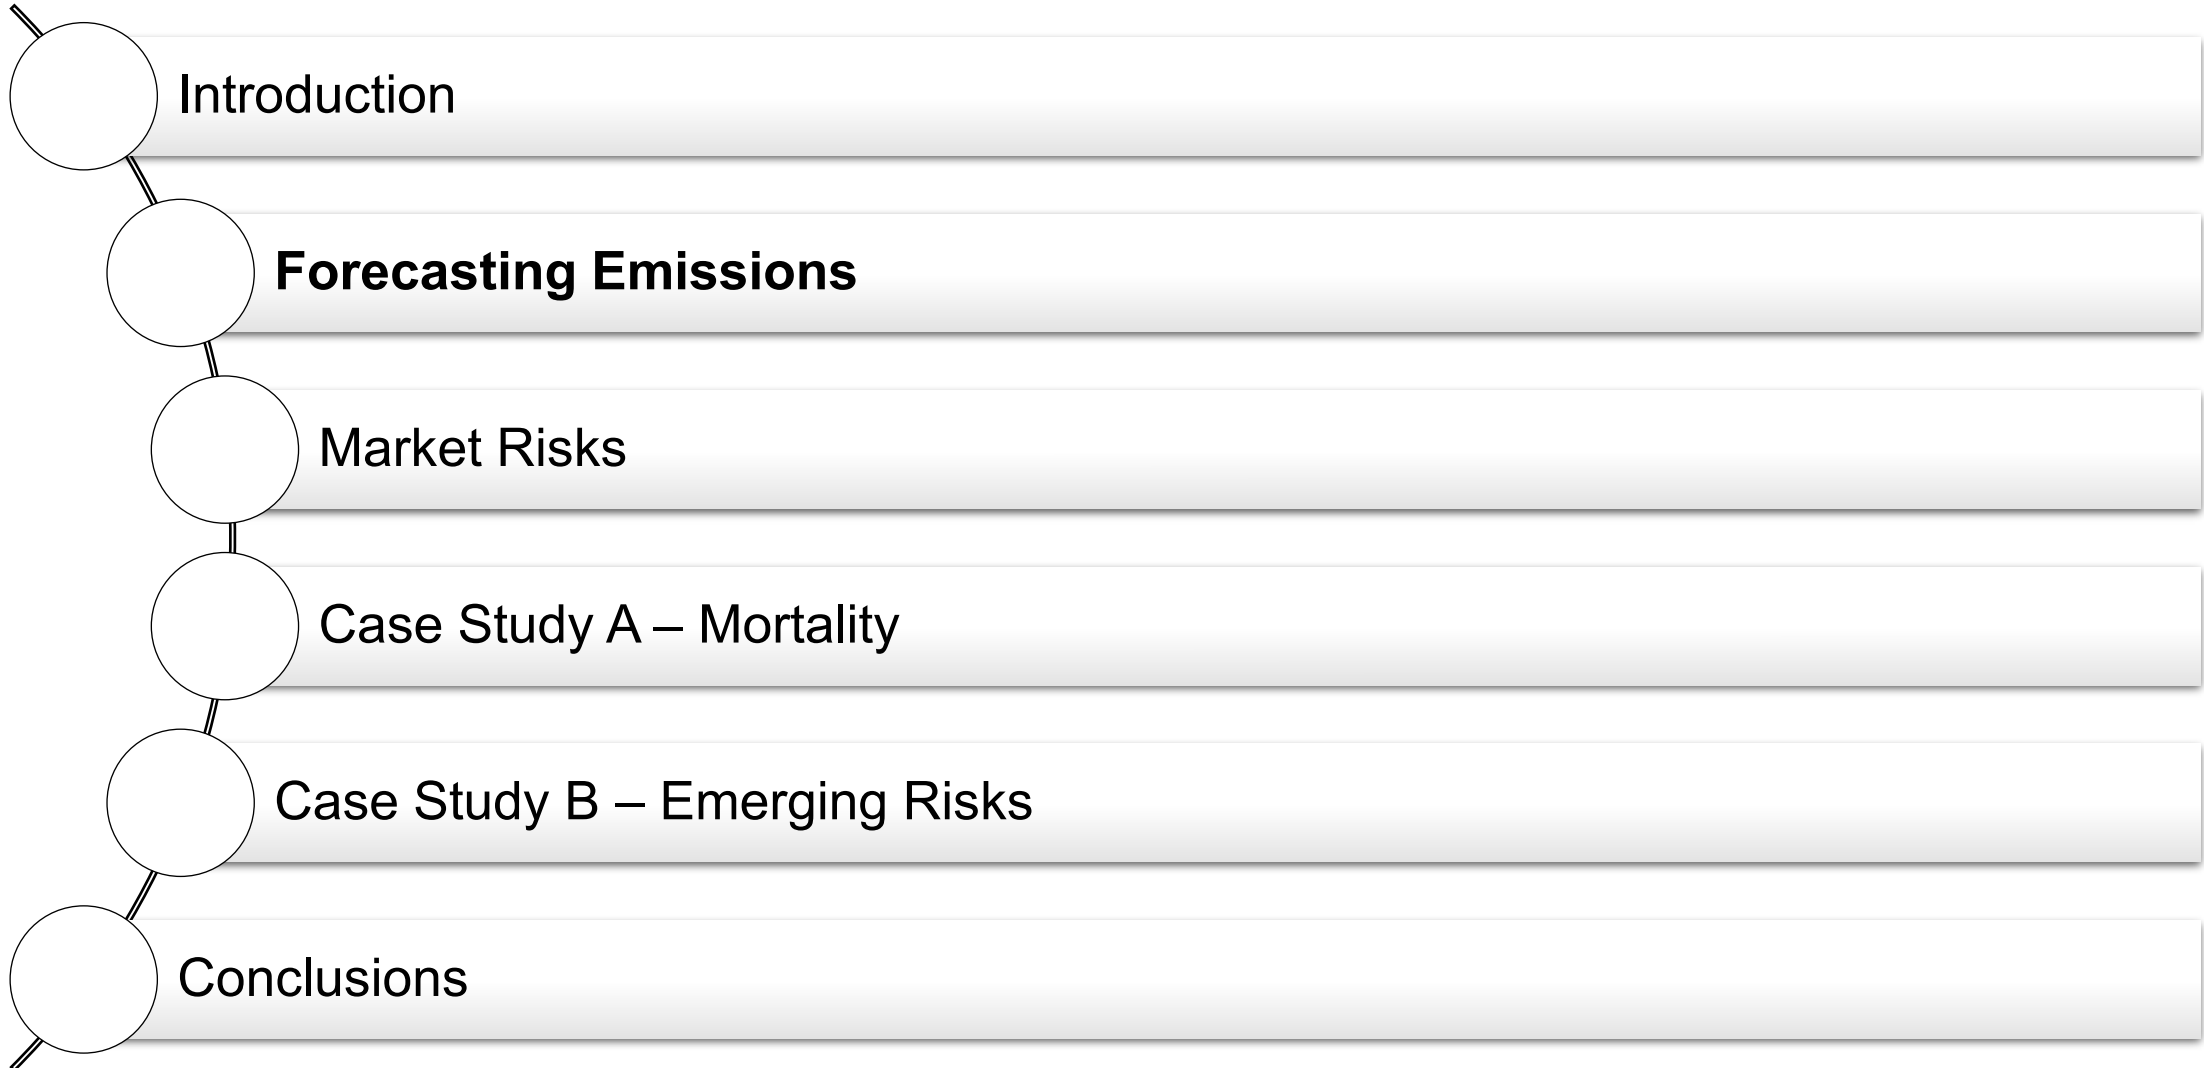 Introduction
Forecasting Emissions
Market Risks
Case Study A – Mortality
Case Study B – Emerging Risks
Conclusions